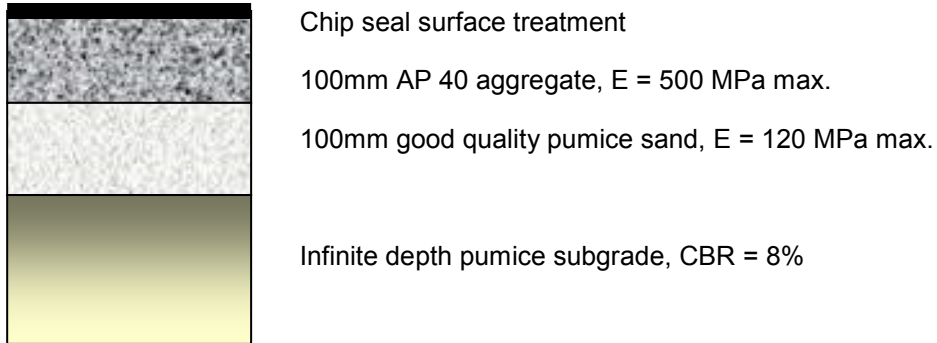 Chip seal surface treatment
100mm AP 40 aggregate, E = 500 MPa max.
100mm good quality pumice sand, E = 120 MPa max.
Infinite depth pumice subgrade, CBR = 8%